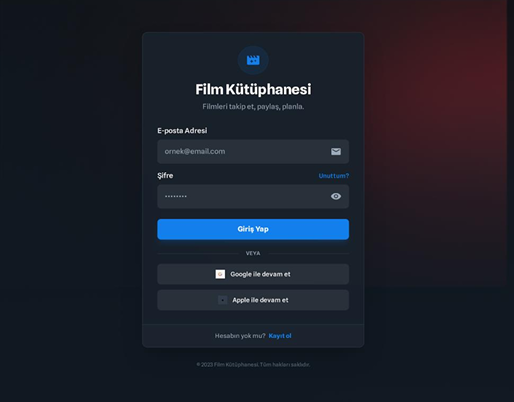 Film Kütüphanesi
Filmleri takip et, paylaş, planla.
E-posta Adresi
ornek@email.com
Şifre
Unuttum?
Giriş Yap
VEYA
Google ile devam et
Apple ile devam et
Hesabın yok mu? Kayıt ol
© 2023 Film Kütüphanesi. Tüm hakları saklıdır.